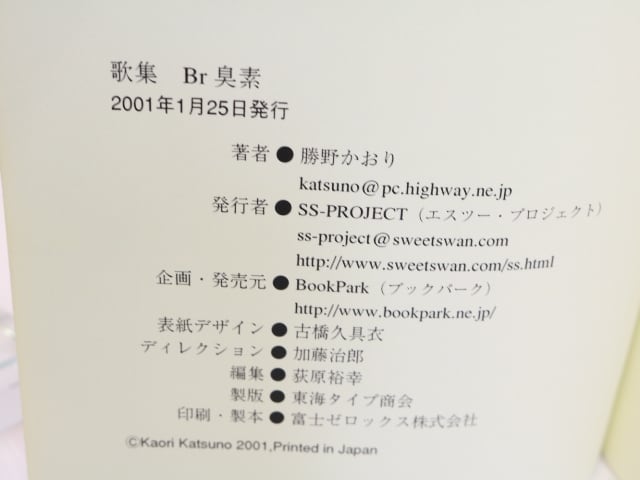 歌集　Br 臭素
2001年1月25日発行
著者●勝野かおり
katsuno@pc.highway.ne.jp
発行者●SS-PROJECT（エスツー・プロジェクト）
ss-project@sweetswan.com
http://www.sweetswan.com/ss.html
企画・発売元●BookPark（ブックパーク）
http://www.bookpark.ne.jp/
表紙デザイン●古橋久具衣
ディレクション●加藤治郎
編集●荻原裕幸
製版●東海タイプ商会
印刷・製本●富士ゼロックス株式会社
©Kaori Katsuno 2001,Printed in Japan